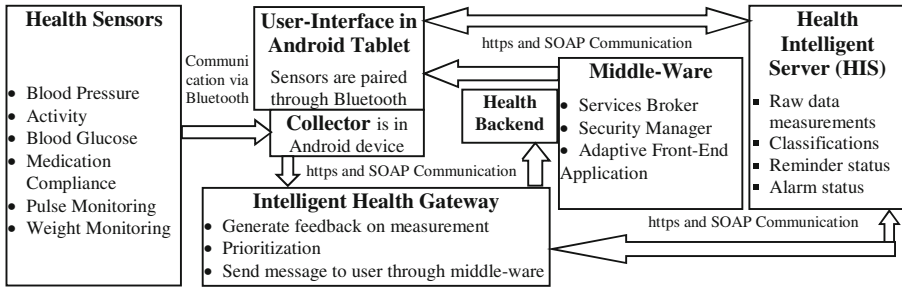 Health Sensors
● Blood Pressure
● Activity
● Blood Glucose
● Medication
Compliance
● Pulse Monitoring
● Weight Monitoring
Communi
cation via
Bluetooth
User-Interface in
Android Tablet
Sensors are paired
through Bluetooth
Collector is in
Android device
https and SOAP Communication
https and SOAP Communication
Health
Backend
Middle-Ware
● Services Broker
● Security Manager
● Adaptive Front-End
Application
Health
Intelligent
Server (HIS)
■ Raw data
measurements
■ Classifications
■ Reminder status
■ Alarm status
Intelligent Health Gateway
● Generate feedback on measurement
● Prioritization
● Send message to user through middle-ware
https and SOAP Communication